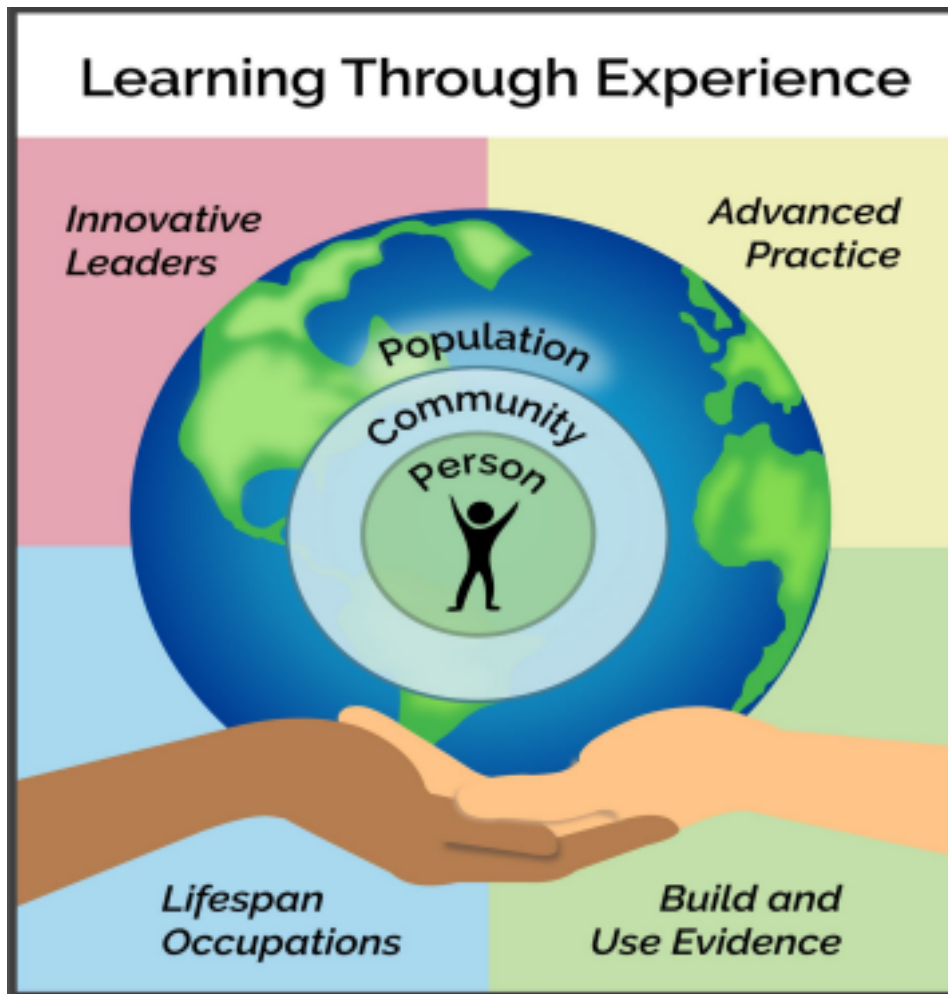 Learning Through Experience
Innovative
Leaders
Advanced
Practice
Population
Community
Person
Lifespan
Occupations
Build and
Use Evidence